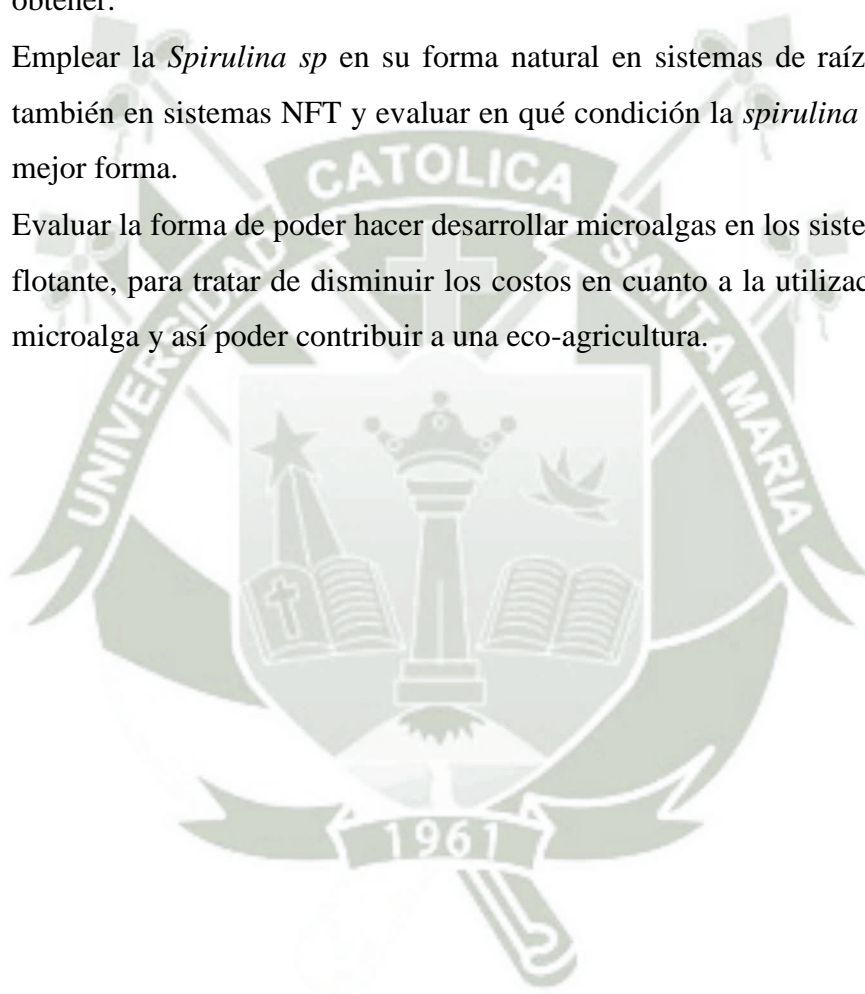 obtener.
Emplear la Spirulina sp en su forma natural en sistemas de raíz
también en sistemas NFT y evaluar en qué condición la spirulina
mejor forma.
Evaluar la forma de poder hacer desarrollar microalgas en los siste
flotante, para tratar de disminuir los costos en cuanto a la utilizac
microalga y así poder contribuir a una eco-agricultura.
UNIVERSIDAD CATOLICA SANTA MARIA
1961